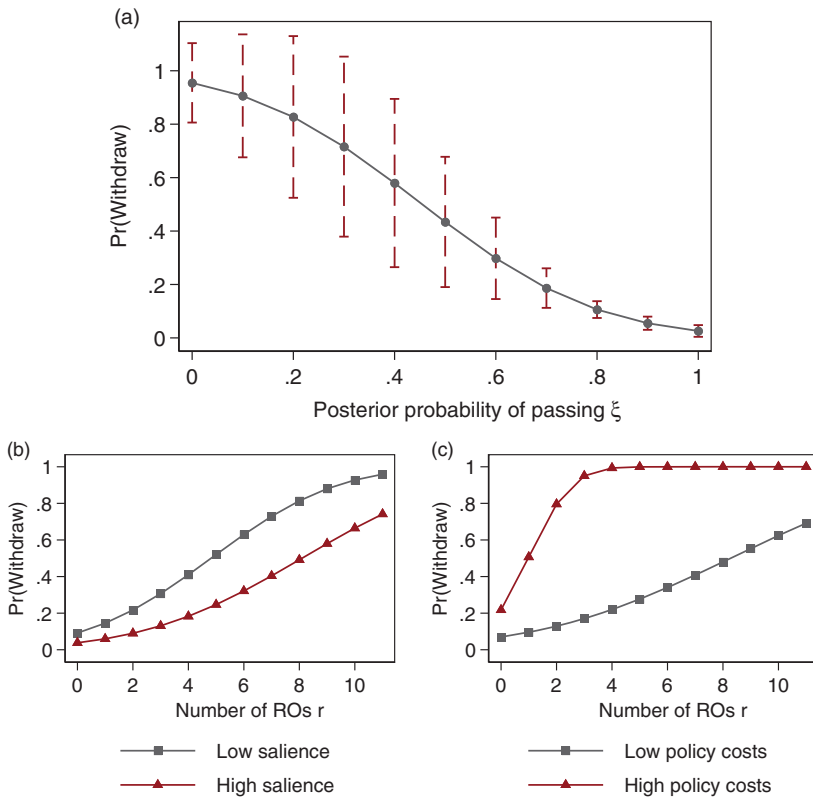 (a)
Pr(Withdraw)
1
.8
.6
.4
.2
0
0 .2 .4 .6 .8 1
Posterior probability of passing ξ
(b)
Pr(Withdraw)
1
.8
.6
.4
.2
0
0 2 4 6 8 10
Number of ROs r
Low salience
High salience
(c)
Pr(Withdraw)
1
.8
.6
.4
.2
0
0 2 4 6 8 10
Number of ROs r
Low policy costs
High policy costs